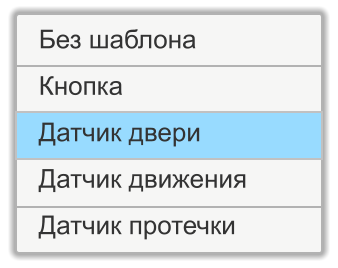 Без шаблона
Кнопка
Датчик двери
Датчик движения
Датчик протечки